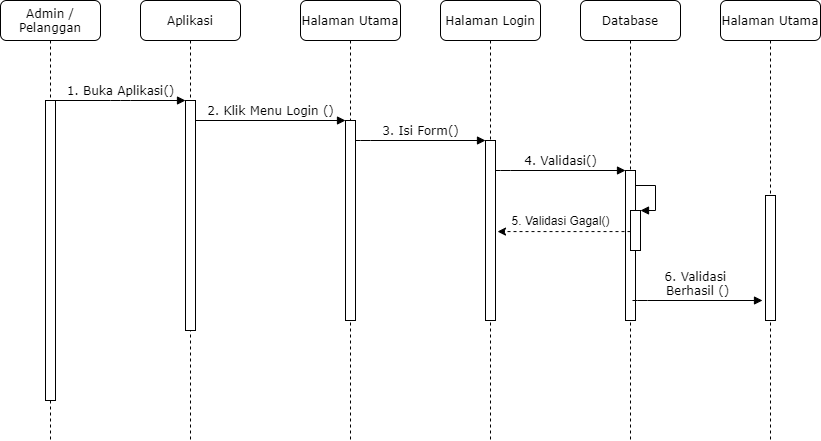 Admin /
Pelanggan
Aplikasi
Halaman Utama
Halaman Login
Database
Halaman Utama
1. Buka Aplikasi()
2. Klik Menu Login ()
3. Isi Form()
4. Validasi()
5. Validasi Gagal()
6. Validasi
Berhasil ()